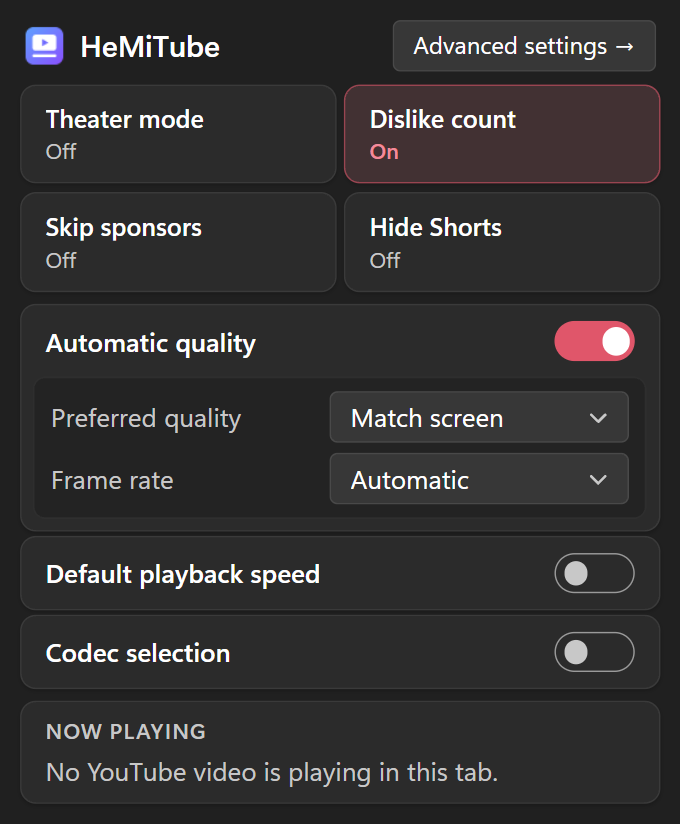 HeMiTube
Advanced settings →
Theater mode
Off
Dislike count
On
Skip sponsors
Off
Hide Shorts
Off
Automatic quality
Preferred quality
Match screen
Frame rate
Automatic
Default playback speed
Codec selection
NOW PLAYING
No YouTube video is playing in this tab.